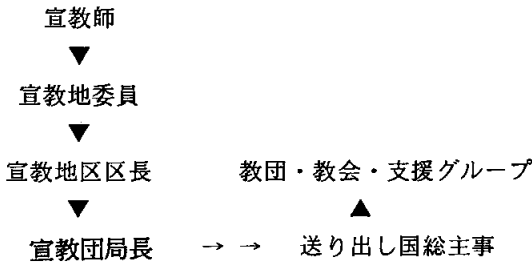 宣教師
▼
宣教地委員
▼
宣教地区区長 教団・教会・支援グループ
▼ ▲
宣教団局長 → → 送り出し国総主事